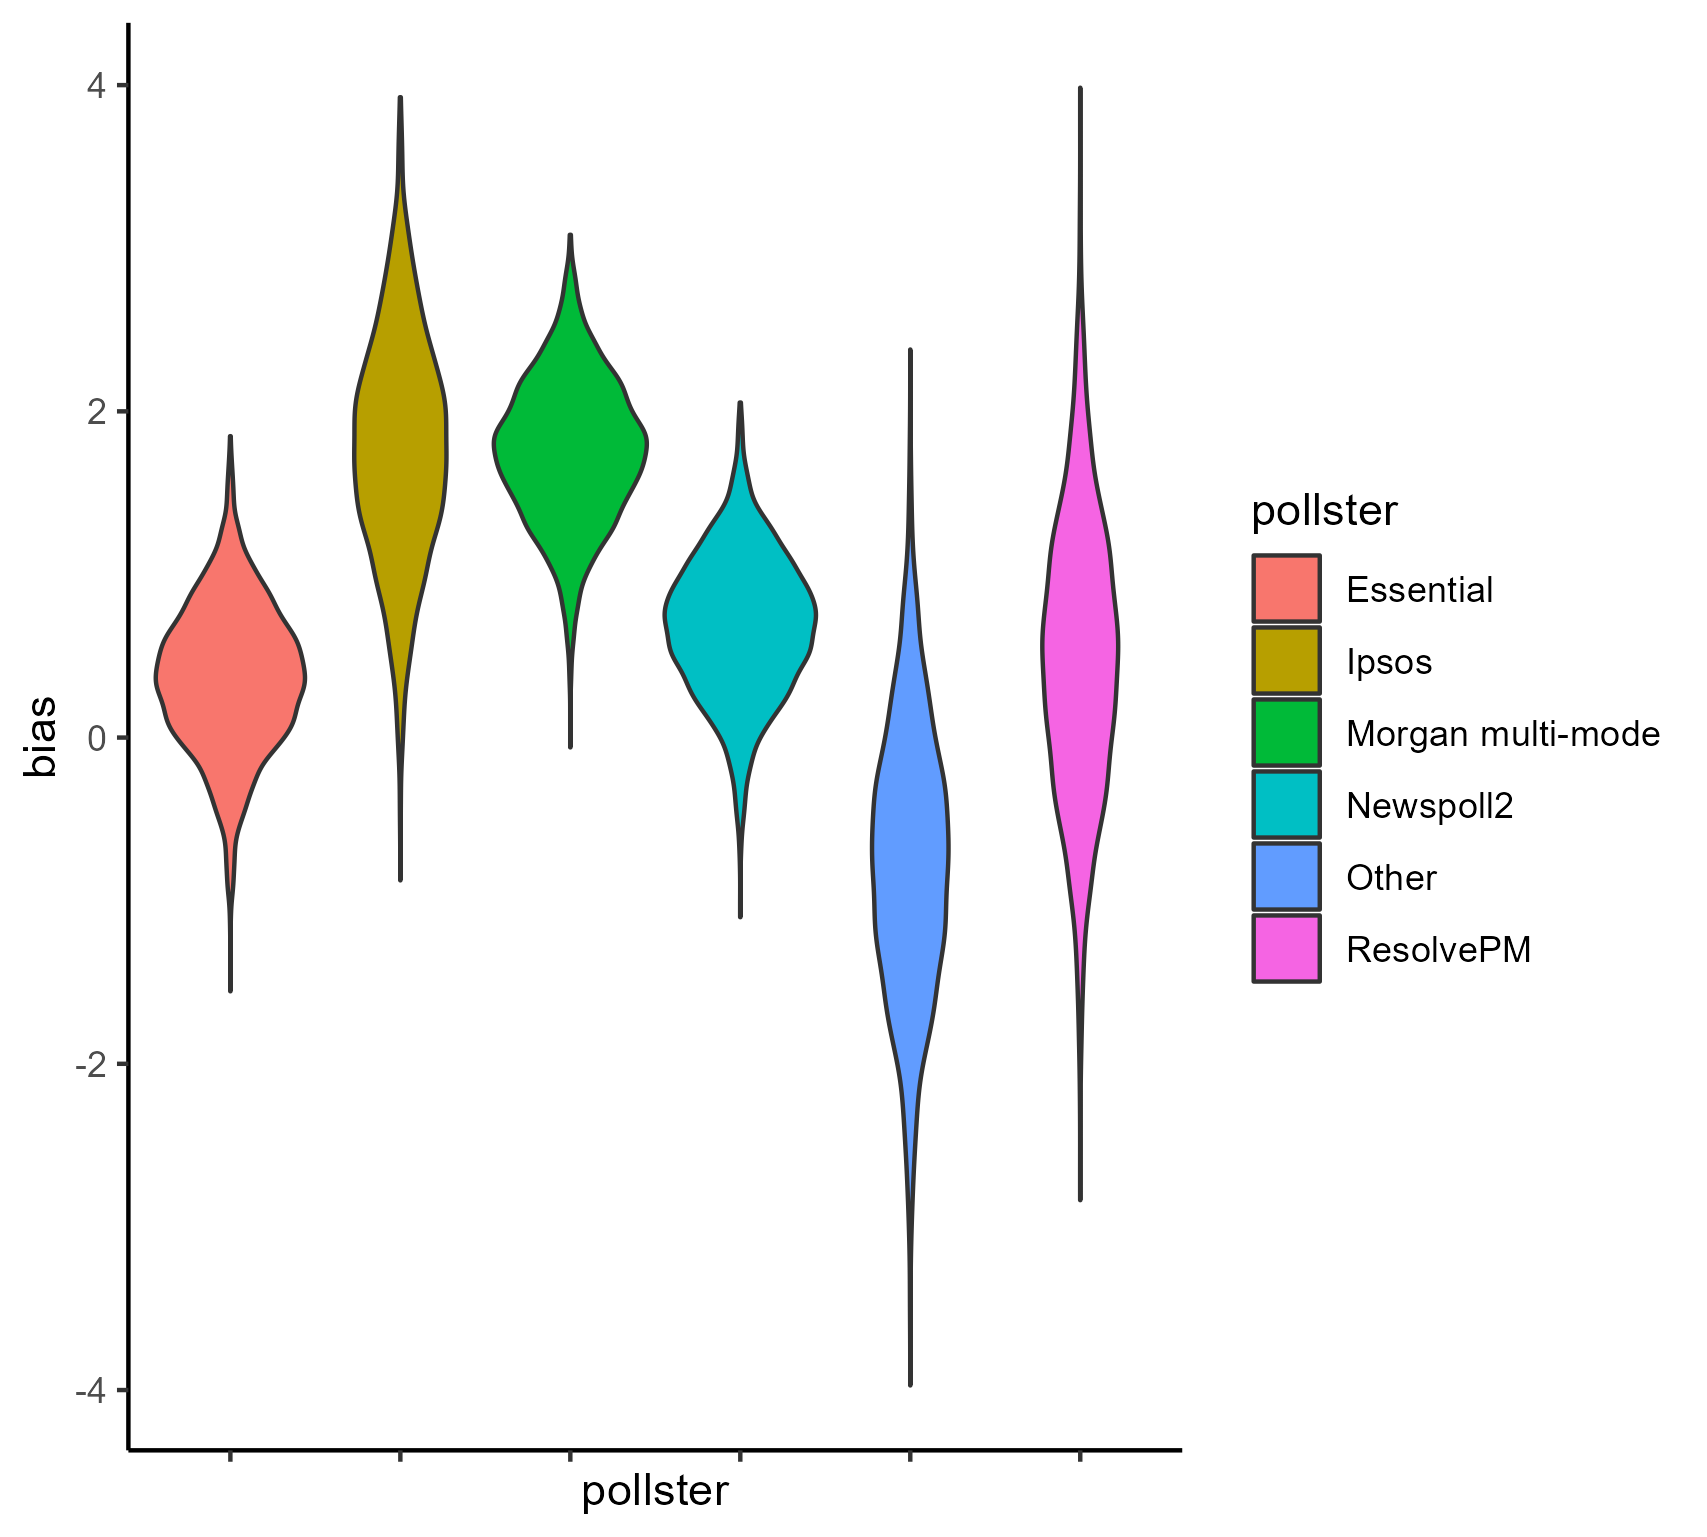 4
2
0
-2
-4
bias
pollster
pollster
Essential
Ipsos
Morgan multi-mode
Newspoll2
Other
ResolvePM